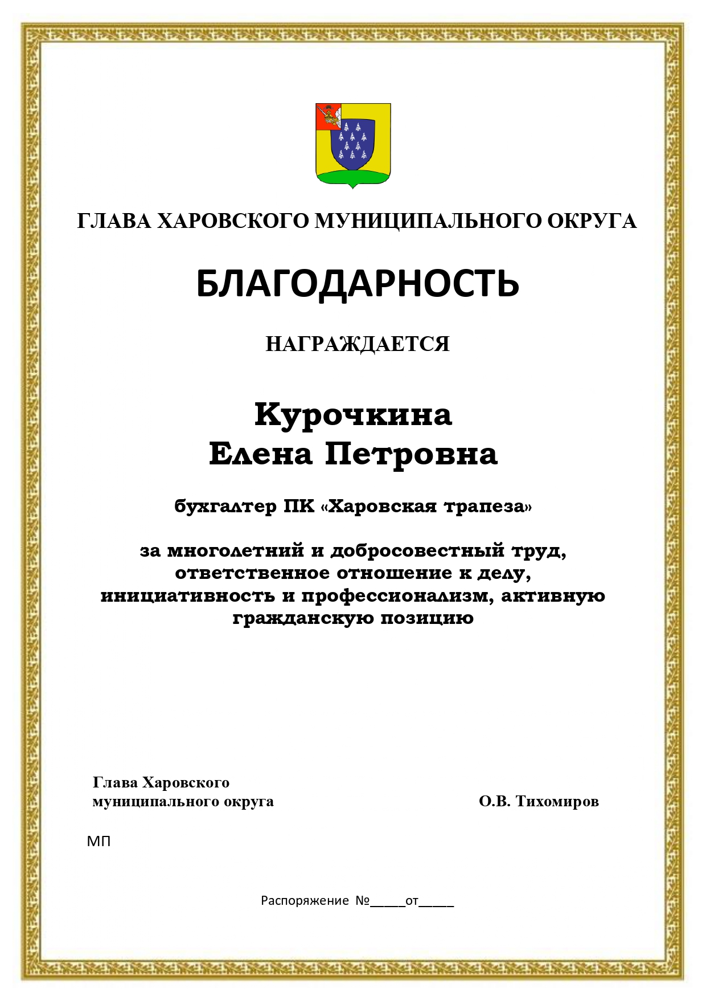 ГЛАВА ХАРОВСКОГО МУНИЦИПАЛЬНОГО ОКРУГА
БЛАГОДАРНОСТЬ
НАГРАЖДАЕТСЯ
Курочкина
Елена Петровна
бухгалтер ПК «Харовская трапеза»
за многолетний и добросовестный труд,
ответственное отношение к делу,
инициативность и профессионализм, активную
гражданскую позицию
Глава Харовского
муниципального округа О.В. Тихомиров
МП
Распоряжение №_____от_____